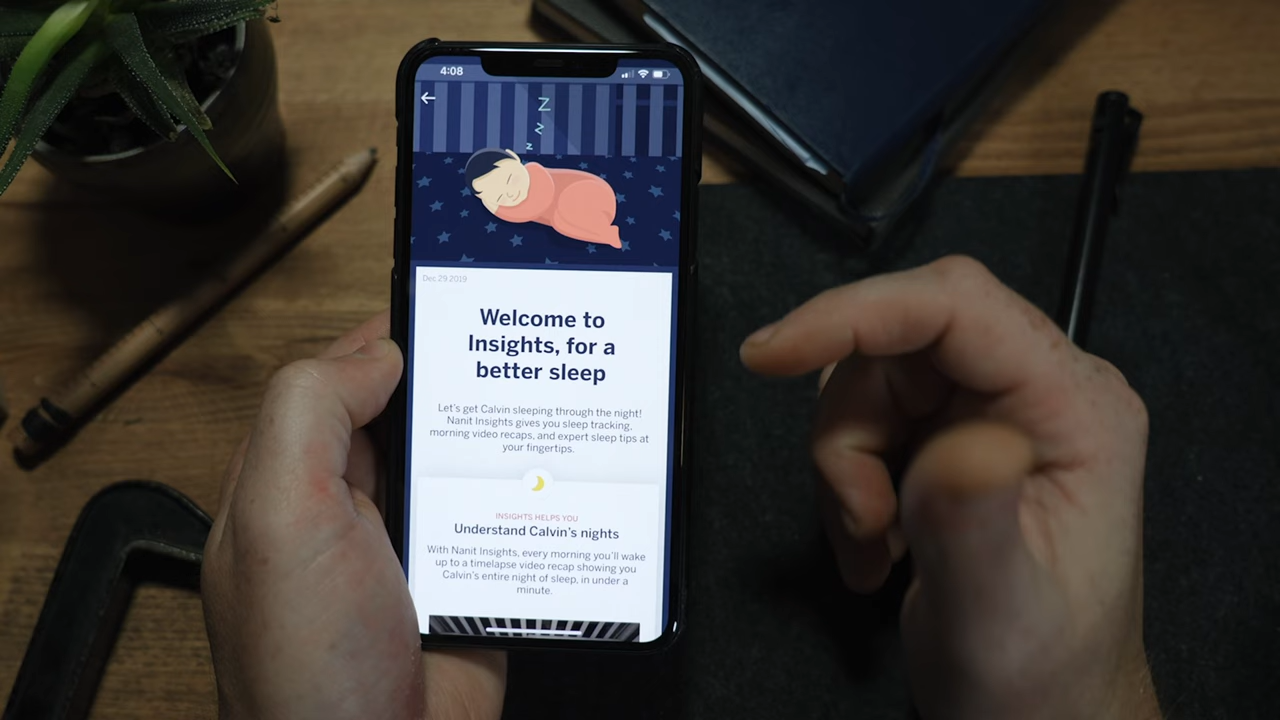 4:08
Z
Z
Z
Dec 29 2019
Welcome to
Insights, for a
better sleep
Let's get Calvin sleeping through the night!
Nanit Insights gives you sleep tracking,
morning video recaps, and expert sleep tips at
your fingertips.
INSIGHTS HELPS YOU
Understand Calvin's nights
With Nanit Insights, every morning you'll wake
up to a timelapse video recap showing you
Calvin's entire night of sleep, in under a
minute.